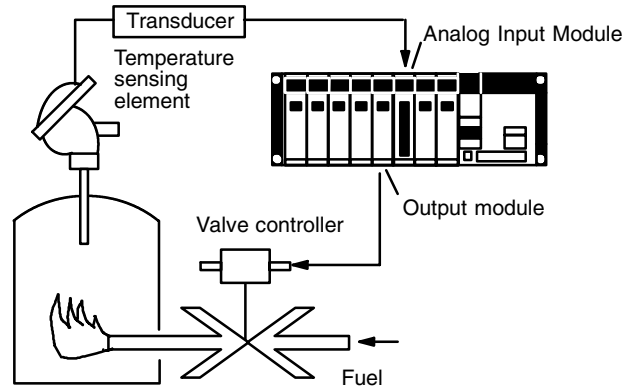 Transducer
Analog Input Module
Temperature
sensing
element
Output module
Valve controller
Fuel